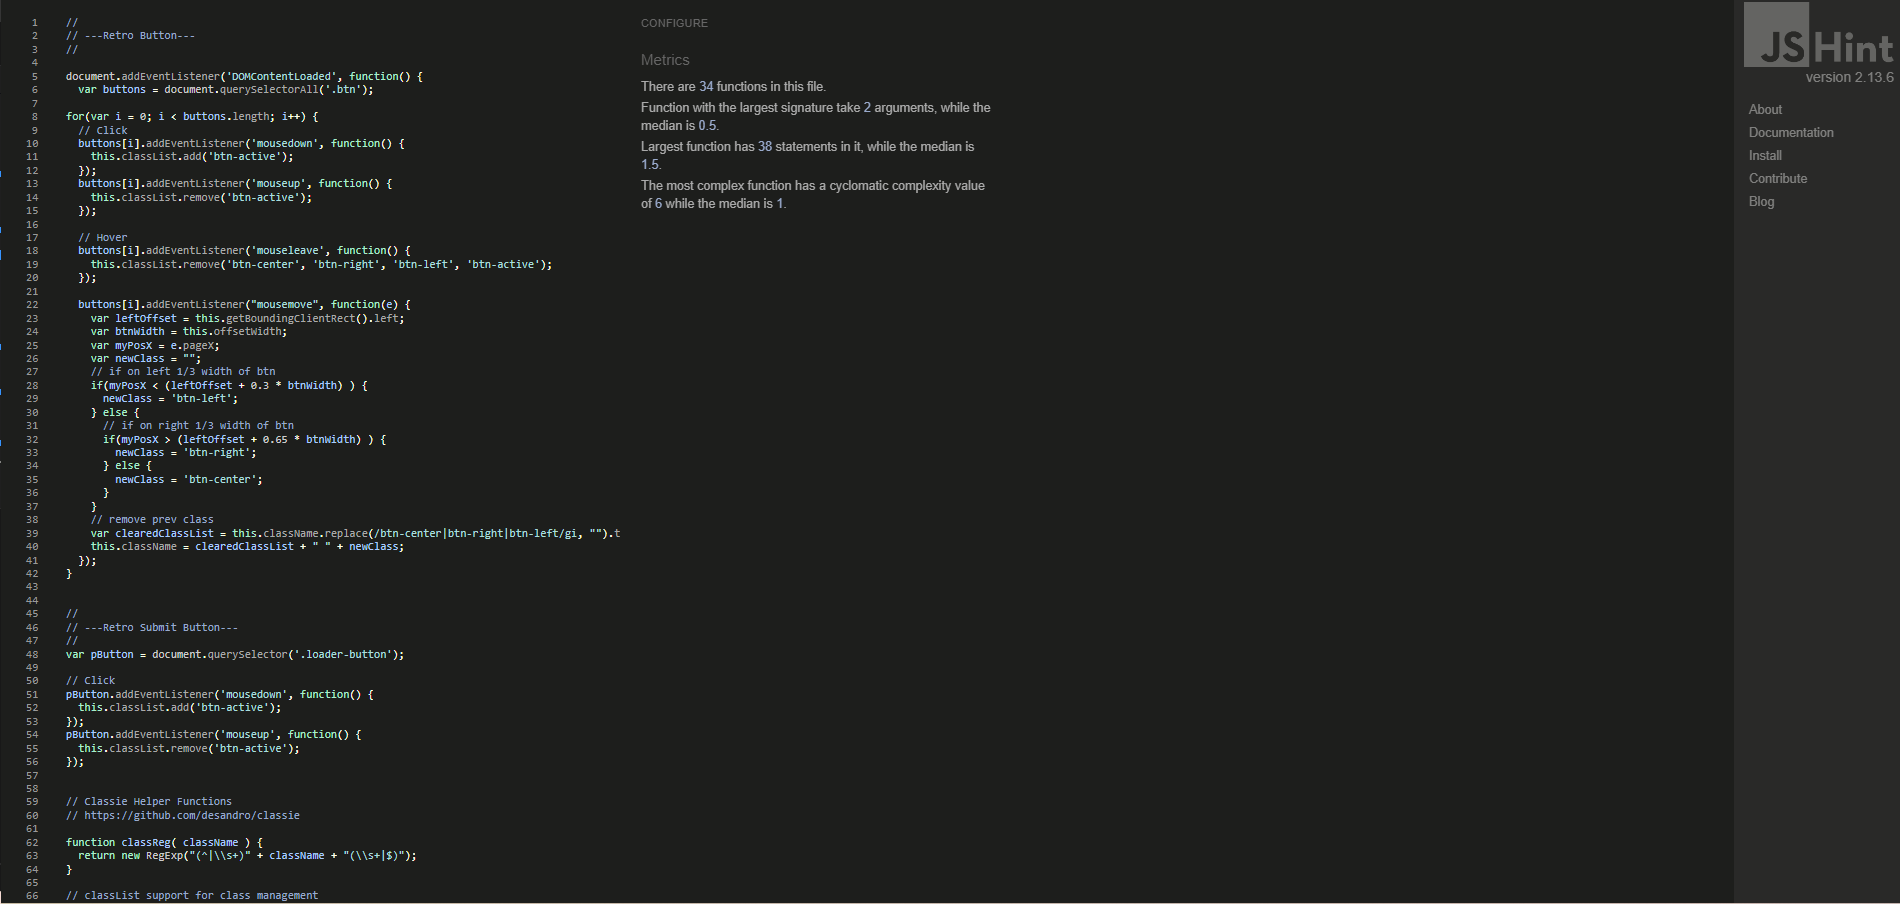 1 //
2 // ---Retro Button---
3 //
4
5 document.addEventListener('DOMContentLoaded', function() {
6 var buttons = document.querySelectorAll('.btn');
7
8 for(var i = 0; i < buttons.length; i++) {
9 // Click
10 buttons[i].addEventListener('mousedown', function() {
11 this.classList.add('btn-active');
12 });
13 buttons[i].addEventListener('mouseup', function() {
14 this.classList.remove('btn-active');
15 });
16
17 // Hover
18 buttons[i].addEventListener('mouseleave', function() {
19 this.classList.remove('btn-center', 'btn-right', 'btn-left', 'btn-active');
20 });
21
22 buttons[i].addEventListener("mousemove", function(e) {
23 var leftOffset = this.getBoundingClientRect().left;
24 var btnWidth = this.offsetWidth;
25 var myPosX = e.pageX;
26 var newClass = "";
27 // if on left 1/3 width of btn
28 if(myPosX < (leftOffset + 0.3 * btnWidth) ) {
29 newClass = 'btn-left';
30 } else {
31 // if on right 1/3 width of btn
32 if(myPosX > (leftOffset + 0.65 * btnWidth) ) {
33 newClass = 'btn-right';
34 } else {
35 newClass = 'btn-center';
36 }
37 }
38 // remove prev class
39 var clearedClassList = this.className.replace(/btn-center|btn-right|btn-left/gi, "").t
40 this.className = clearedClassList + " " + newClass;
41 });
42 }
43
44
45 //
46 // ---Retro Submit Button---
47 //
48 var pButton = document.querySelector('.loader-button');
49
50 // Click
51 pButton.addEventListener('mousedown', function() {
52 this.classList.add('btn-active');
53 });
54 pButton.addEventListener('mouseup', function() {
55 this.classList.remove('btn-active');
56 });
57
58
59 // Classie Helper Functions
60 // https://github.com/desandro/classie
61
62 function classReg( className ) {
63 return new RegExp("(^|\\s+)" + className + "(\\s+|$)");
64 }
65
66 // classList support for class management
CONFIGURE
Metrics
There are 34 functions in this file.
Function with the largest signature take 2 arguments, while the
median is 0.5.
Largest function has 38 statements in it, while the median is
1.5.
The most complex function has a cyclomatic complexity value
of 6 while the median is 1.
JSHint
version 2.13.6
About
Documentation
Install
Contribute
Blog